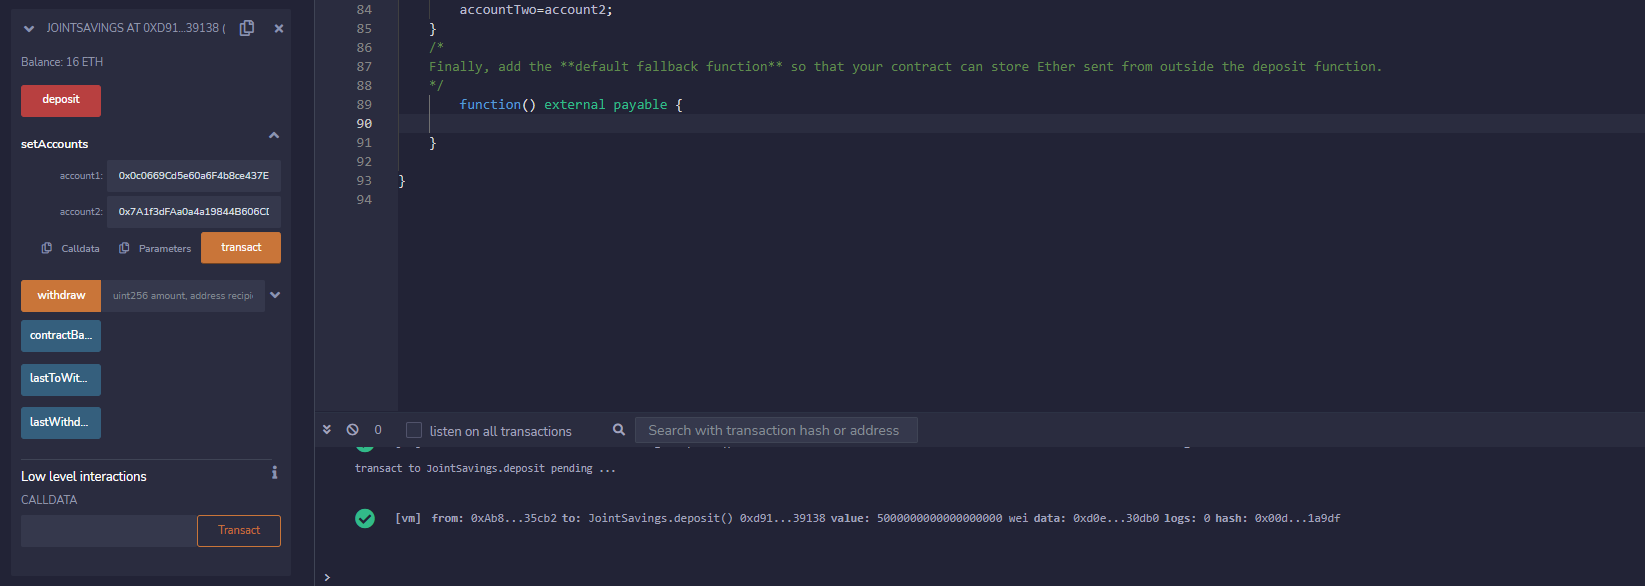 JOINTSAVINGS AT 0XD91...39138 (
Balance: 16 ETH
deposit
setAccounts
account1: 0x0c0669Cd5e60a6F4b8ce437E
account2: 0x7A1f3dFAa0a4a19844B606CD
Calldata Parameters transact
withdraw uint256 amount, address recipi
contractBa...
lastToWit...
lastWithd...
Low level interactions
CALLDATA
Transact
84 accountTwo=account2;
85 }
86 /*
87 Finally, add the **default fallback function** so that your contract can store Ether sent from outside the deposit function.
88 */
89 function() external payable {
90
91 }
92
93 }
94
0 listen on all transactions Search with transaction hash or address
transact to JointSavings.deposit pending ...
[vm] from: 0xAb8...35cb2 to: JointSavings.deposit() 0xd91...39138 value: 5000000000000000000 wei data: 0xd0e...30db0 logs: 0 hash: 0x00d...1a9df
>